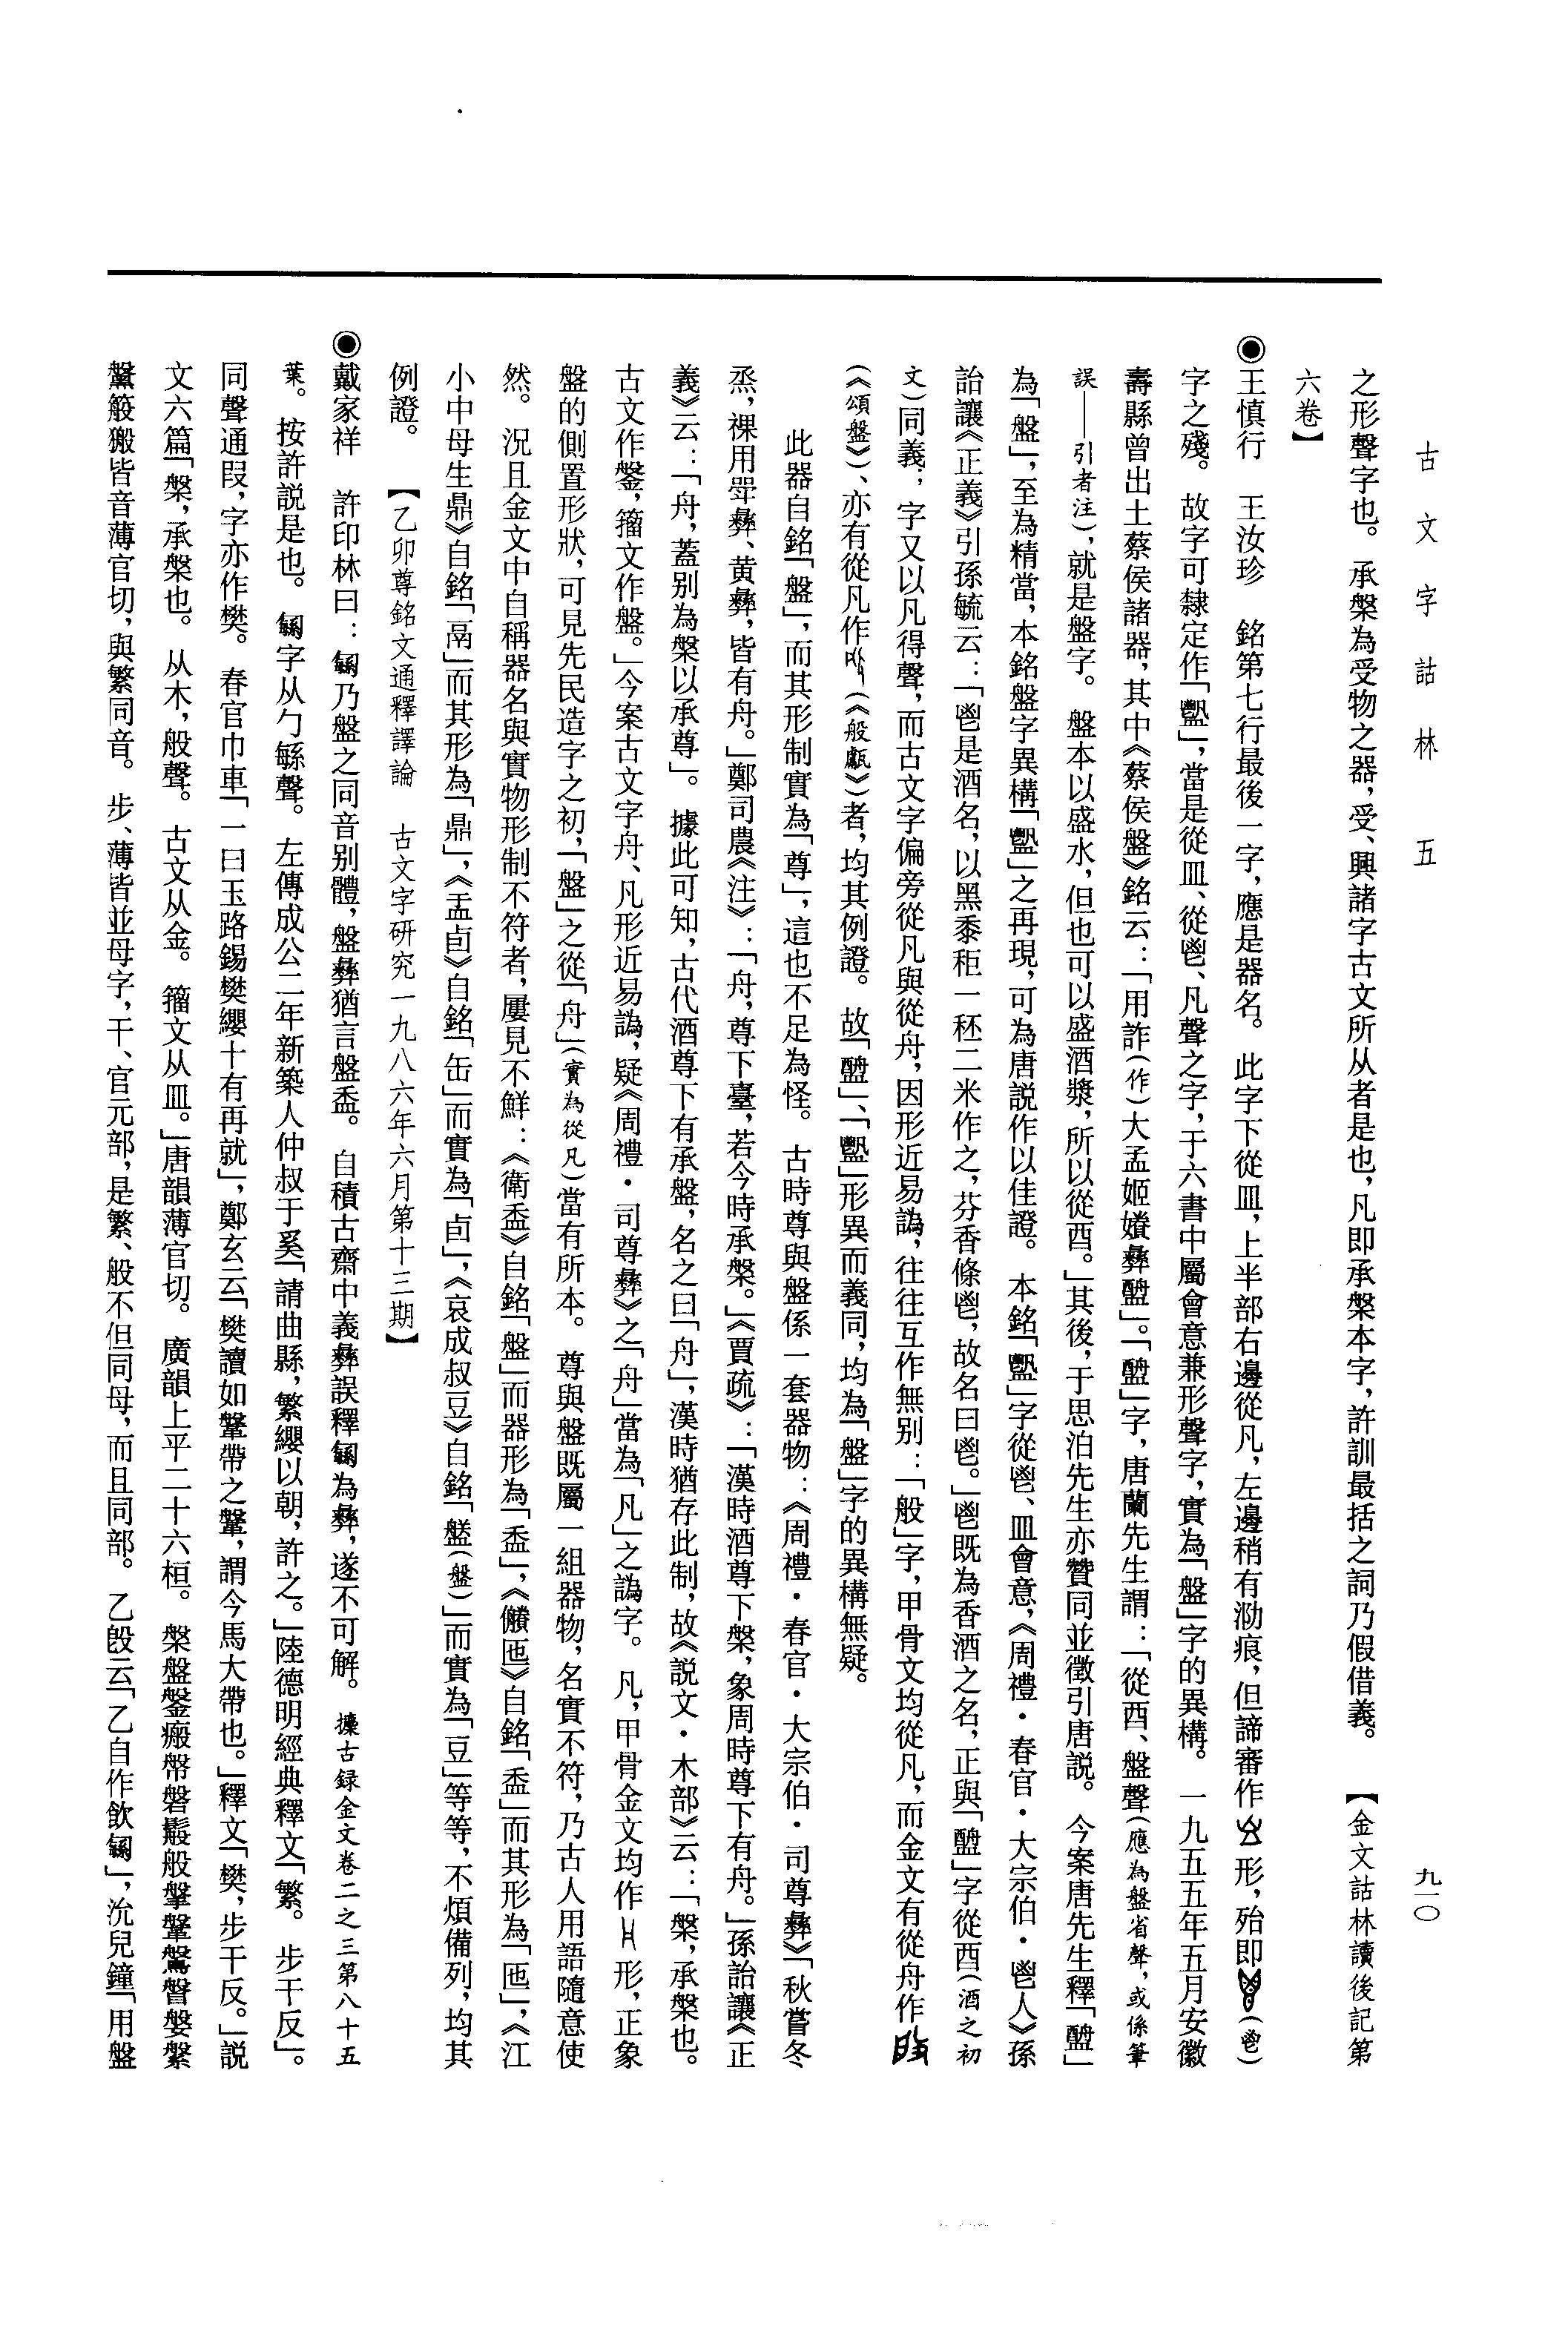 古文字詁林 五
九一〇
之形聲字也。承槃為受物之器，受、興諸字古文所从者是也，凡即承槃本字，許訓最括之詞乃假借義。【金文詁林讀後記第
六卷】
◉王慎行 王汝珍 銘第七行最後一字，應是器名。此字下從皿，上半部右邊從凡，左邊稍有泐痕，但諦審作形，殆即（鬯）
字之殘。故字可隸定作「」，當是從皿、從鬯、凡聲之字，于六書中屬會意兼形聲字，實為「盤」字的異構。一九五五年五月安徽
壽縣曾出土蔡侯諸器，其中《蔡侯盤》銘云：「用詐（作）大孟姬媵彝」。「」字，唐蘭先生謂：「從酉、盤聲（應為盤省聲，或係筆
誤——引者注），就是盤字。盤本以盛水，但也可以盛酒漿，所以從酉。」其後，于思泊先生亦贊同並徵引唐説。今案唐先生釋「」
為「盤」，至為精當，本銘盤字異構「」之再現，可為唐説作以佳證。本銘「」字從鬯、皿會意，《周禮·春官·大宗伯·鬯人》孫
詒讓《正義》引孫毓云：「鬯是酒名，以黑黍秬一秠二米作之，芬香條鬯，故名曰鬯。」鬯既為香酒之名，正與「」字從酉（酒之初
文）同義；字又以凡得聲，而古文字偏旁從凡與從舟，因形近易譌，往往互作無別：「般」字，甲骨文均從凡，而金文有從舟作
（《頌盤》）、亦有從凡作（《般甗》）者，均其例證。故「」、「」形異而義同，均為「盤」字的異構無疑。
此器自銘「盤」，而其形制實為「尊」，這也不足為怪。古時尊與盤係一套器物：《周禮·春官·大宗伯·司尊彝》「秋嘗冬
烝，祼用斝彝、黄彝，皆有舟。」鄭司農《注》：「舟，尊下臺，若今時承槃。」《賈疏》：「漢時酒尊下槃，象周時尊下有舟。」孫詒讓《正
義》云：「舟，蓋别為槃以承尊」。據此可知，古代酒尊下有承盤，名之曰「舟」，漢時猶存此制，故《説文·木部》云：「槃，承槃也。
古文作鎜，籀文作盤。」今案古文字舟、凡形近易譌，疑《周禮·司尊彝》之「舟」當為「凡」之譌字。凡，甲骨金文均作形，正象
盤的側置形狀，可見先民造字之初，「盤」之從「舟」（實為從凡）當有所本。尊與盤既屬一組器物，名實不符，乃古人用語隨意使
然。況且金文中自稱器名與實物形制不符者，屢見不鮮：《衛盉》自銘「盤」而器形為「盉」，《匜》自銘「盉」而其形為「匜」，《江
小中母生鼎》自銘「鬲」而其形為「鼎」，《盂卣》自銘「缶」而實為「卣」，《哀成叔豆》自銘「（盤）」而實為「豆」等等，不煩備列，均其
例證。【乙卯尊銘文通釋譯論 古文字研究一九八六年六月第十三期】
◉戴家祥 許印林曰：乃盤之同音别體，盤彝猶言盤盉。自積古齋中義彝誤釋為彝，遂不可解。攈古録金文卷二之三第八十五
葉。按許説是也。字从勹緐聲。左傳成公二年新築人仲叔于奚「請曲縣，繁纓以朝，許之。」陸德明經典釋文「繁。步干反」。
同聲通叚，字亦作樊。春官巾車「一曰玉路錫樊纓十有再就」，鄭玄云「樊讀如鞶帶之鞶，謂今馬大帶也。」釋文「樊，步干反。」説
文六篇「槃，承槃也。从木，般聲。古文从金。籀文从皿。」唐韻薄官切。廣韻上平二十六桓。槃盤鎜瘢幋磐鬆般搫鞶鬗督媻縏
皆音薄官切，與繁同音。步、薄皆並母字，干、官元部，是繁、般不但同母，而且同部。乙云「乙自作飲」，沇兒鐘「用盤